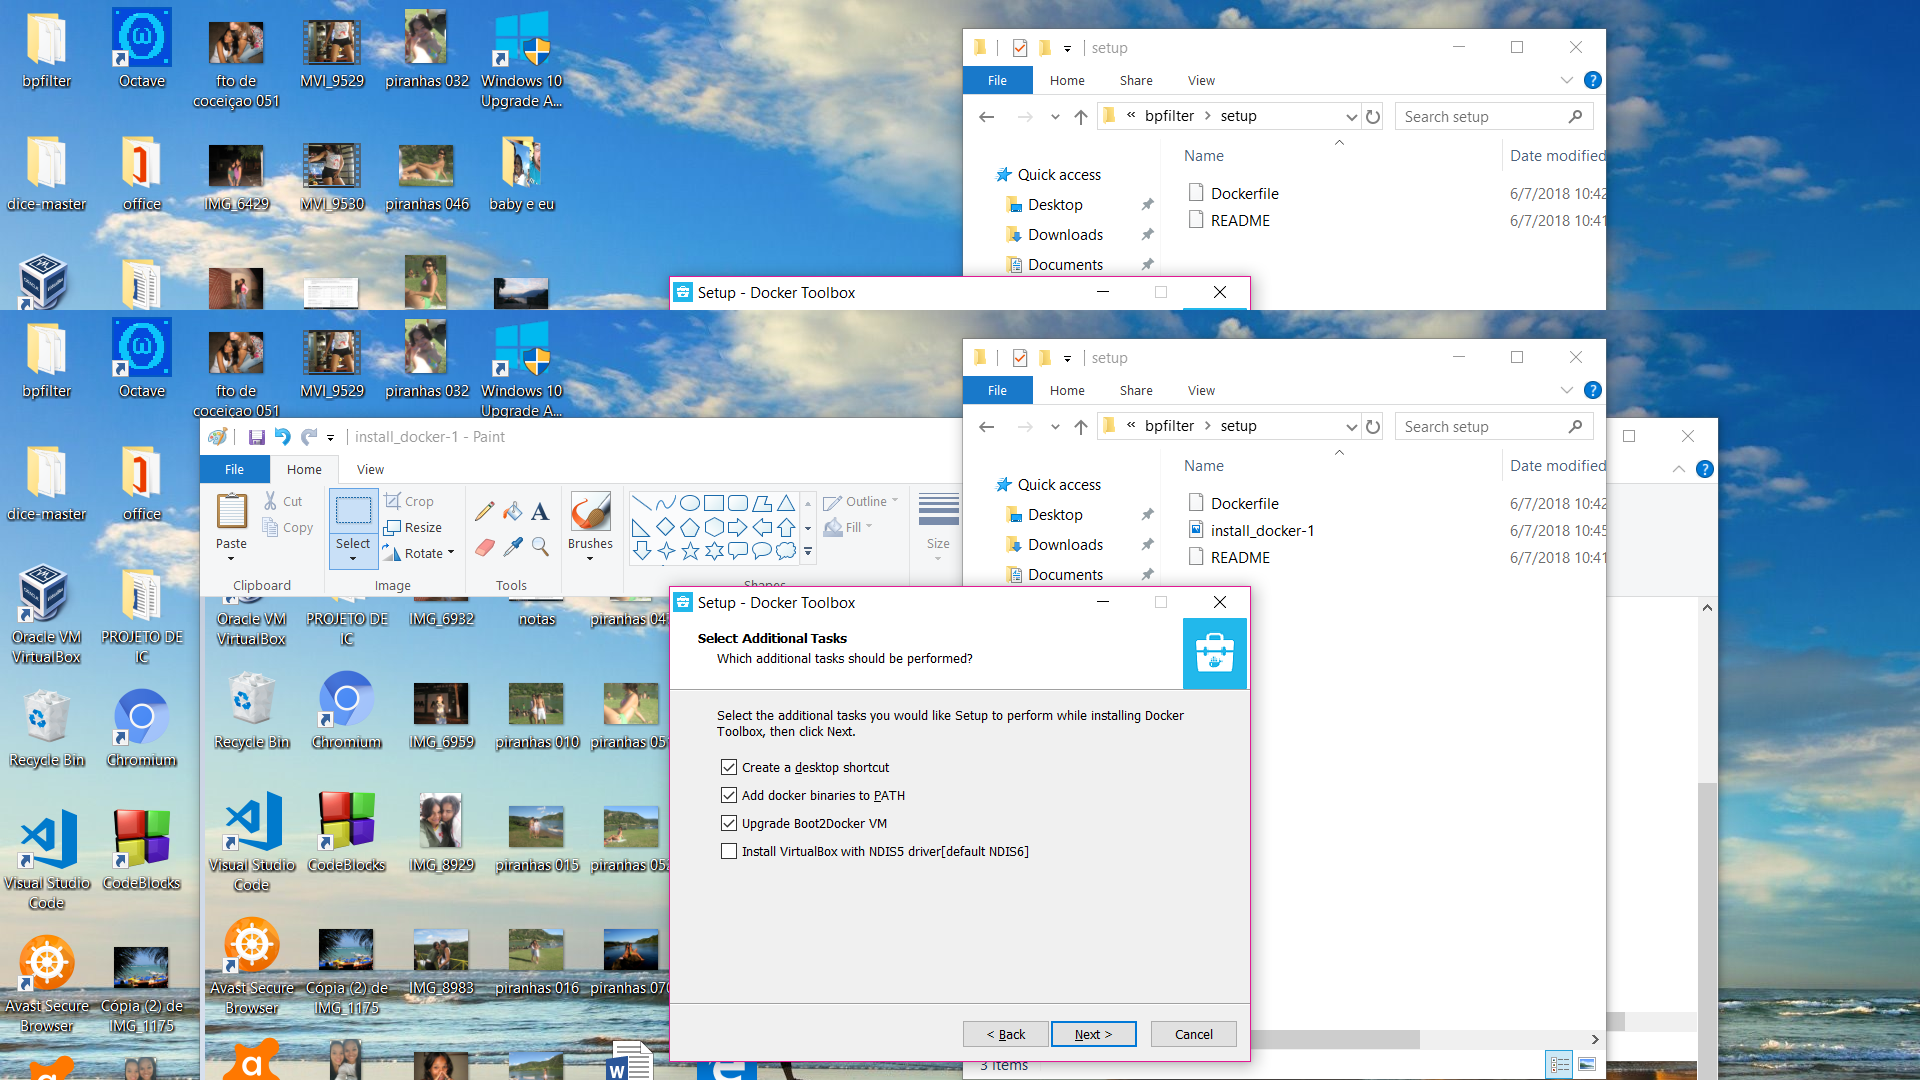 bpfilter
Octave
fto de
coceiçao 051
MVI_9529
piranhas 032
Windows 10
Upgrade A...
dice-master
office
IMG_6429
MVI_9530
piranhas 046
baby e eu
setup
File
Home
Share
View
bpfilter
setup
Search setup
Name
Date modified
Quick access
Desktop
Downloads
Documents
Dockerfile
6/7/2018 10:42
README
6/7/2018 10:41
Setup - Docker Toolbox
bpfilter
Octave
fto de
coceiçao 051
MVI_9529
piranhas 032
Windows 10
Upgrade A...
dice-master
office
Oracle VM
VirtualBox
PROJETO DE
IC
Recycle Bin
Chromium
Visual Studio
Code
CodeBlocks
Avast Secure
Browser
Cópia (2) de
IMG_1175
install_docker-1 - Paint
File
Home
View
Paste
Cut
Copy
Clipboard
Select
Crop
Resize
Rotate
Image
Tools
Brushes
Shapes
Outline
Fill
Size
Oracle VM
VirtualBox
PROJETO DE
IC
IMG_6932
notas
piranhas 04
Recycle Bin
Chromium
IMG_6959
piranhas 010
piranhas 05
Visual Studio
Code
CodeBlocks
IMG_8929
piranhas 015
piranhas 05
Avast Secure
Browser
Cópia (2) de
IMG_1175
IMG_8983
piranhas 016
piranhas 070
setup
File
Home
Share
View
bpfilter
setup
Search setup
Name
Date modified
Quick access
Desktop
Downloads
Documents
Dockerfile
6/7/2018 10:42
install_docker-1
6/7/2018 10:45
README
6/7/2018 10:41
3 items
Setup - Docker Toolbox
Select Additional Tasks
Which additional tasks should be performed?
Select the additional tasks you would like Setup to perform while installing Docker
Toolbox, then click Next.
Create a desktop shortcut
Add docker binaries to PATH
Upgrade Boot2Docker VM
Install VirtualBox with NDIS5 driver[default NDIS6]
< Back
Next >
Cancel